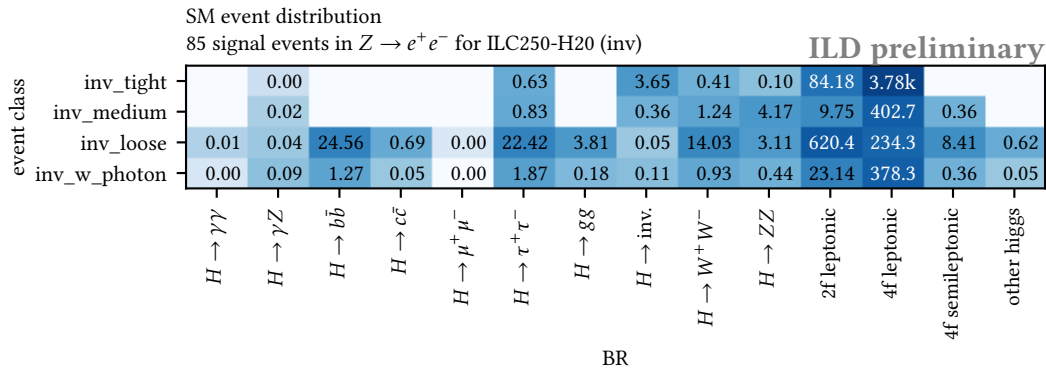 SM event distribution
85 signal events in Z → e⁺e⁻ for ILC250-H20 (inv)
ILD preliminary
event class
inv_tight 0.00 0.63 3.65 0.41 0.10 84.18 3.78k
inv_medium 0.02 0.83 0.36 1.24 4.17 9.75 402.7 0.36
inv_loose 0.01 0.04 24.56 0.69 0.00 22.42 3.81 0.05 14.03 3.11 620.4 234.3 8.41 0.62
inv_w_photon 0.00 0.09 1.27 0.05 0.00 1.87 0.18 0.11 0.93 0.44 23.14 378.3 0.36 0.05
H → γγ
H → γZ
H → bb̄
H → cc̄
H → μ⁺μ⁻
H → τ⁺τ⁻
H → gg
H → inv.
H → W⁺W⁻
H → ZZ
2f leptonic
4f leptonic
4f semileptonic
other higgs
BR